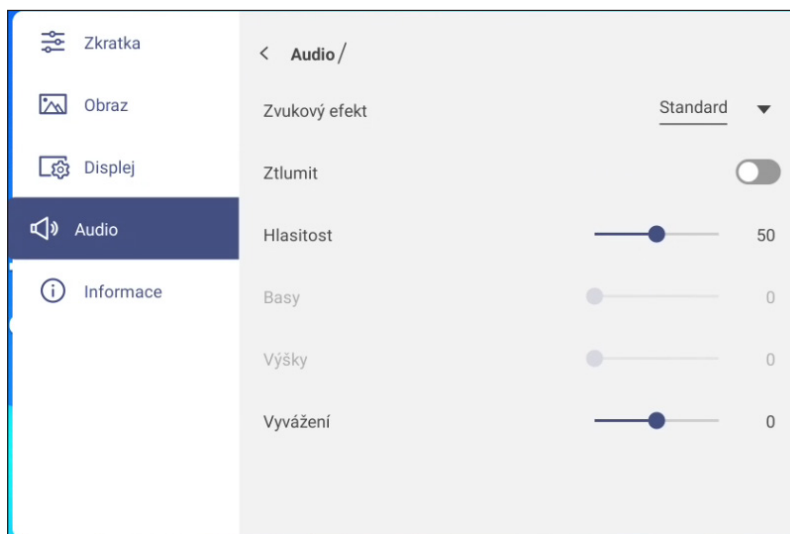 Zkratka
Obraz
Displej
Audio
Informace
< Audio/
Zvukový efekt Standard
Ztlumit
Hlasitost 50
Basy 0
Výšky 0
Vyvážení 0